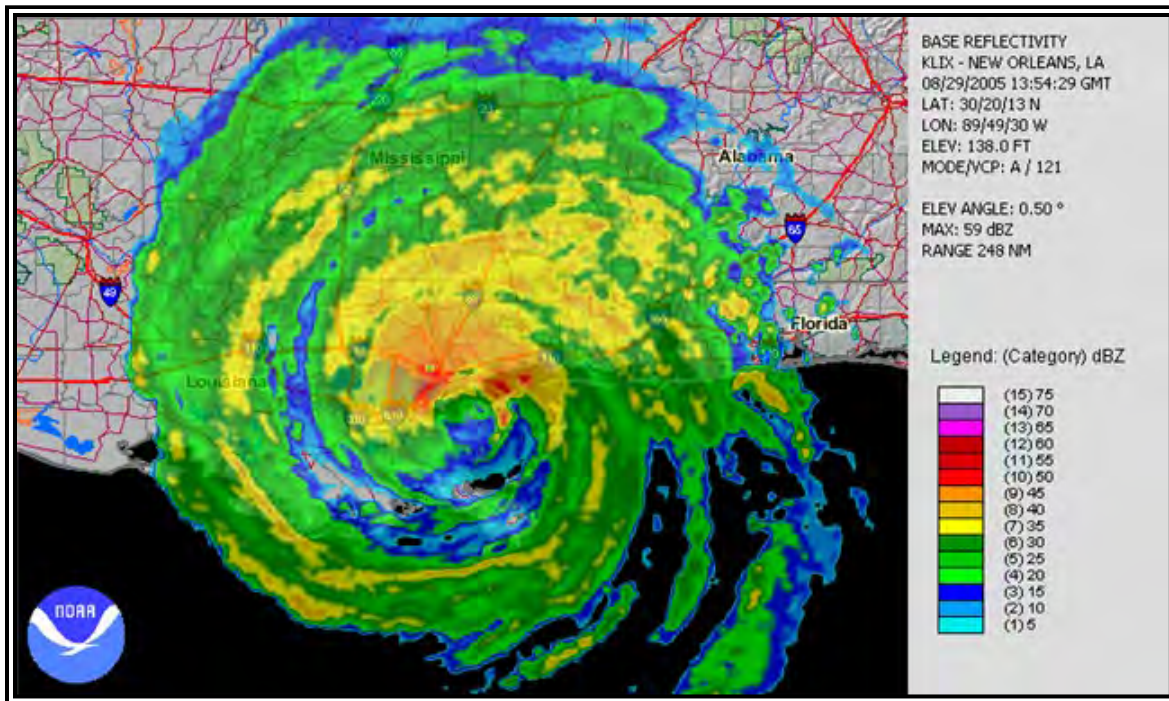 BASE REFLECTIVITY
KLIX - NEW ORLEANS, LA
08/29/2005 13:54:29 GMT
LAT: 30/20/13 N
LON: 89/49/30 W
ELEV: 138.0 FT
MODE/VCP: A / 121
ELEV ANGLE: 0.50 °
MAX: 59 dBZ
RANGE 248 NM
Legend: (Category) dBZ
(15) 75
(14) 70
(13) 65
(12) 60
(11) 55
(10) 50
(9) 45
(8) 40
(7) 35
(6) 30
(5) 25
(4) 20
(3) 15
(2) 10
(1) 5
Mississippi
Alabama
65
49
Florida
Louisiana
NOAA